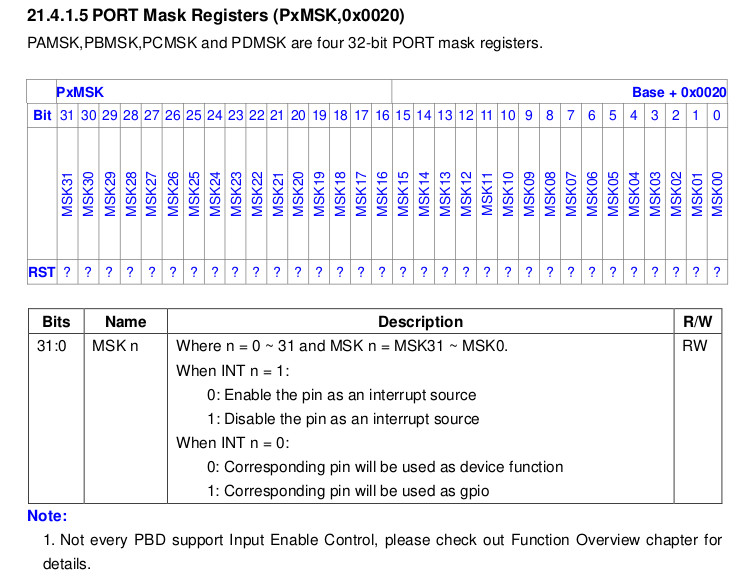 21.4.1.5 PORT Mask Registers (PxMSK,0x0020)
PAMSK,PBMSK,PCMSK and PDMSK are four 32-bit PORT mask registers.
PxMSK Base + 0x0020
Bit 31 30 29 28 27 26 25 24 23 22 21 20 19 18 17 16 15 14 13 12 11 10 9 8 7 6 5 4 3 2 1 0
MSK31 MSK30 MSK29 MSK28 MSK27 MSK26 MSK25 MSK24 MSK23 MSK22 MSK21 MSK20 MSK19 MSK18 MSK17 MSK16 MSK15 MSK14 MSK13 MSK12 MSK11 MSK10 MSK09 MSK08 MSK07 MSK06 MSK05 MSK04 MSK03 MSK02 MSK01 MSK00
RST ? ? ? ? ? ? ? ? ? ? ? ? ? ? ? ? ? ? ? ? ? ? ? ? ? ? ? ? ? ? ? ?
Bits Name Description R/W
31:0 MSK n Where n = 0 ~ 31 and MSK n = MSK31 ~ MSK0. RW
When INT n = 1:
0: Enable the pin as an interrupt source
1: Disable the pin as an interrupt source
When INT n = 0:
0: Corresponding pin will be used as device function
1: Corresponding pin will be used as gpio
Note:
1. Not every PBD support Input Enable Control, please check out Function Overview chapter for
details.